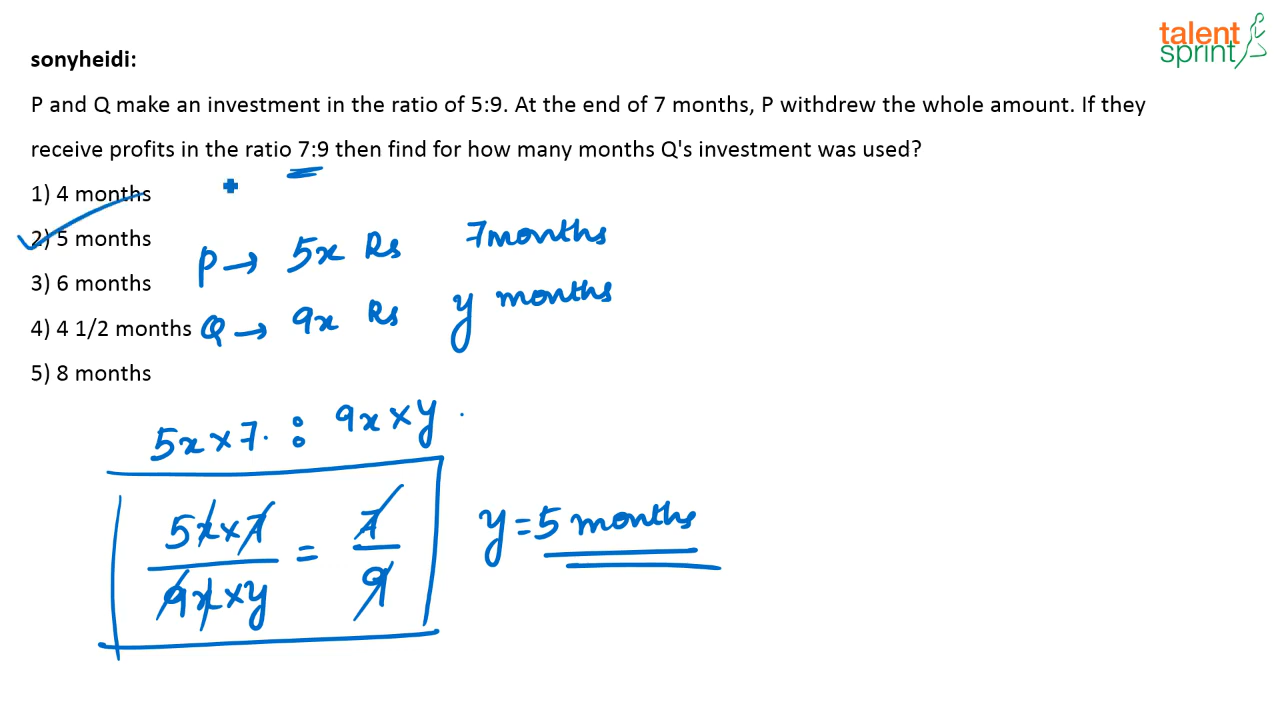 talent
sprint
sonyheidi:
P and Q make an investment in the ratio of 5:9. At the end of 7 months, P withdrew the whole amount. If they
receive profits in the ratio 7:9 then find for how many months Q's investment was used?
1) 4 months
2) 5 months
3) 6 months
4) 4 1/2 months
5) 8 months
P → 5x Rs 7months
Q → 9x Rs y months
5x×7 : 9x×y
5x×7 / 9x×y = 7 / 9
y = 5 months